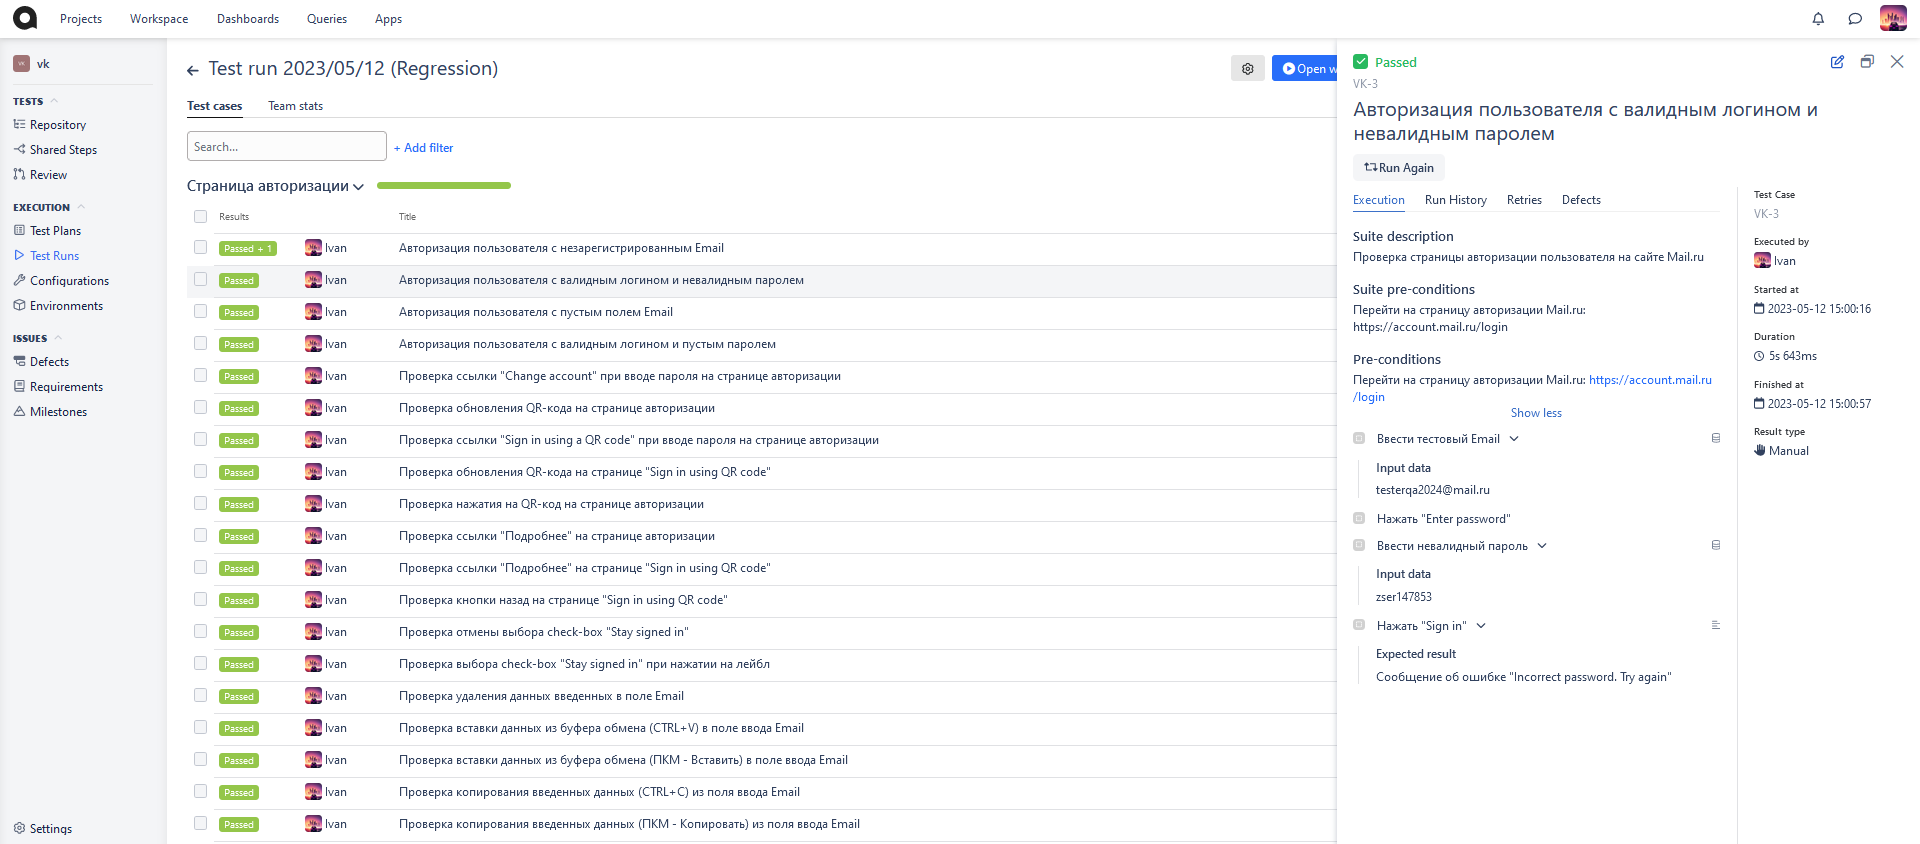 Projects
Workspace
Dashboards
Queries
Apps
vk
TESTS
Repository
Shared Steps
Review
EXECUTION
Test Plans
Test Runs
Configurations
Environments
ISSUES
Defects
Requirements
Milestones
Settings
Test run 2023/05/12 (Regression)
Open w
Test cases
Team stats
Search...
+ Add filter
Страница авторизации
Results Title
Passed + 1 Ivan Авторизация пользователя с незарегистрированным Email
Passed Ivan Авторизация пользователя с валидным логином и невалидным паролем
Passed Ivan Авторизация пользователя с пустым полем Email
Passed Ivan Авторизация пользователя с валидным логином и пустым паролем
Passed Ivan Проверка ссылки "Change account" при вводе пароля на странице авторизации
Passed Ivan Проверка обновления QR-кода на странице авторизации
Passed Ivan Проверка ссылки "Sign in using a QR code" при вводе пароля на странице авторизации
Passed Ivan Проверка обновления QR-кода на странице "Sign in using QR code"
Passed Ivan Проверка нажатия на QR-код на странице авторизации
Passed Ivan Проверка ссылки "Подробнее" на странице авторизации
Passed Ivan Проверка ссылки "Подробнее" на странице "Sign in using QR code"
Passed Ivan Проверка кнопки назад на странице "Sign in using QR code"
Passed Ivan Проверка отмены выбора check-box "Stay signed in"
Passed Ivan Проверка выбора check-box "Stay signed in" при нажатии на лейбл
Passed Ivan Проверка удаления данных введенных в поле Email
Passed Ivan Проверка вставки данных из буфера обмена (CTRL+V) в поле ввода Email
Passed Ivan Проверка вставки данных из буфера обмена (ПКМ - Вставить) в поле ввода Email
Passed Ivan Проверка копирования введенных данных (CTRL+C) из поля ввода Email
Passed Ivan Проверка копирования введенных данных (ПКМ - Копировать) из поля ввода Email
Passed
VK-3
Авторизация пользователя с валидным логином и
невалидным паролем
Run Again
Execution
Run History
Retries
Defects
Suite description
Проверка страницы авторизации пользователя на сайте Mail.ru
Suite pre-conditions
Перейти на страницу авторизации Mail.ru:
https://account.mail.ru/login
Pre-conditions
Перейти на страницу авторизации Mail.ru: https://account.mail.ru
/login
Show less
Ввести тестовый Email
Input data
testerqa2024@mail.ru
Нажать "Enter password"
Ввести невалидный пароль
Input data
zser147853
Нажать "Sign in"
Expected result
Сообщение об ошибке "Incorrect password. Try again"
Test Case
VK-3
Executed by
Ivan
Started at
2023-05-12 15:00:16
Duration
5s 643ms
Finished at
2023-05-12 15:00:57
Result type
Manual